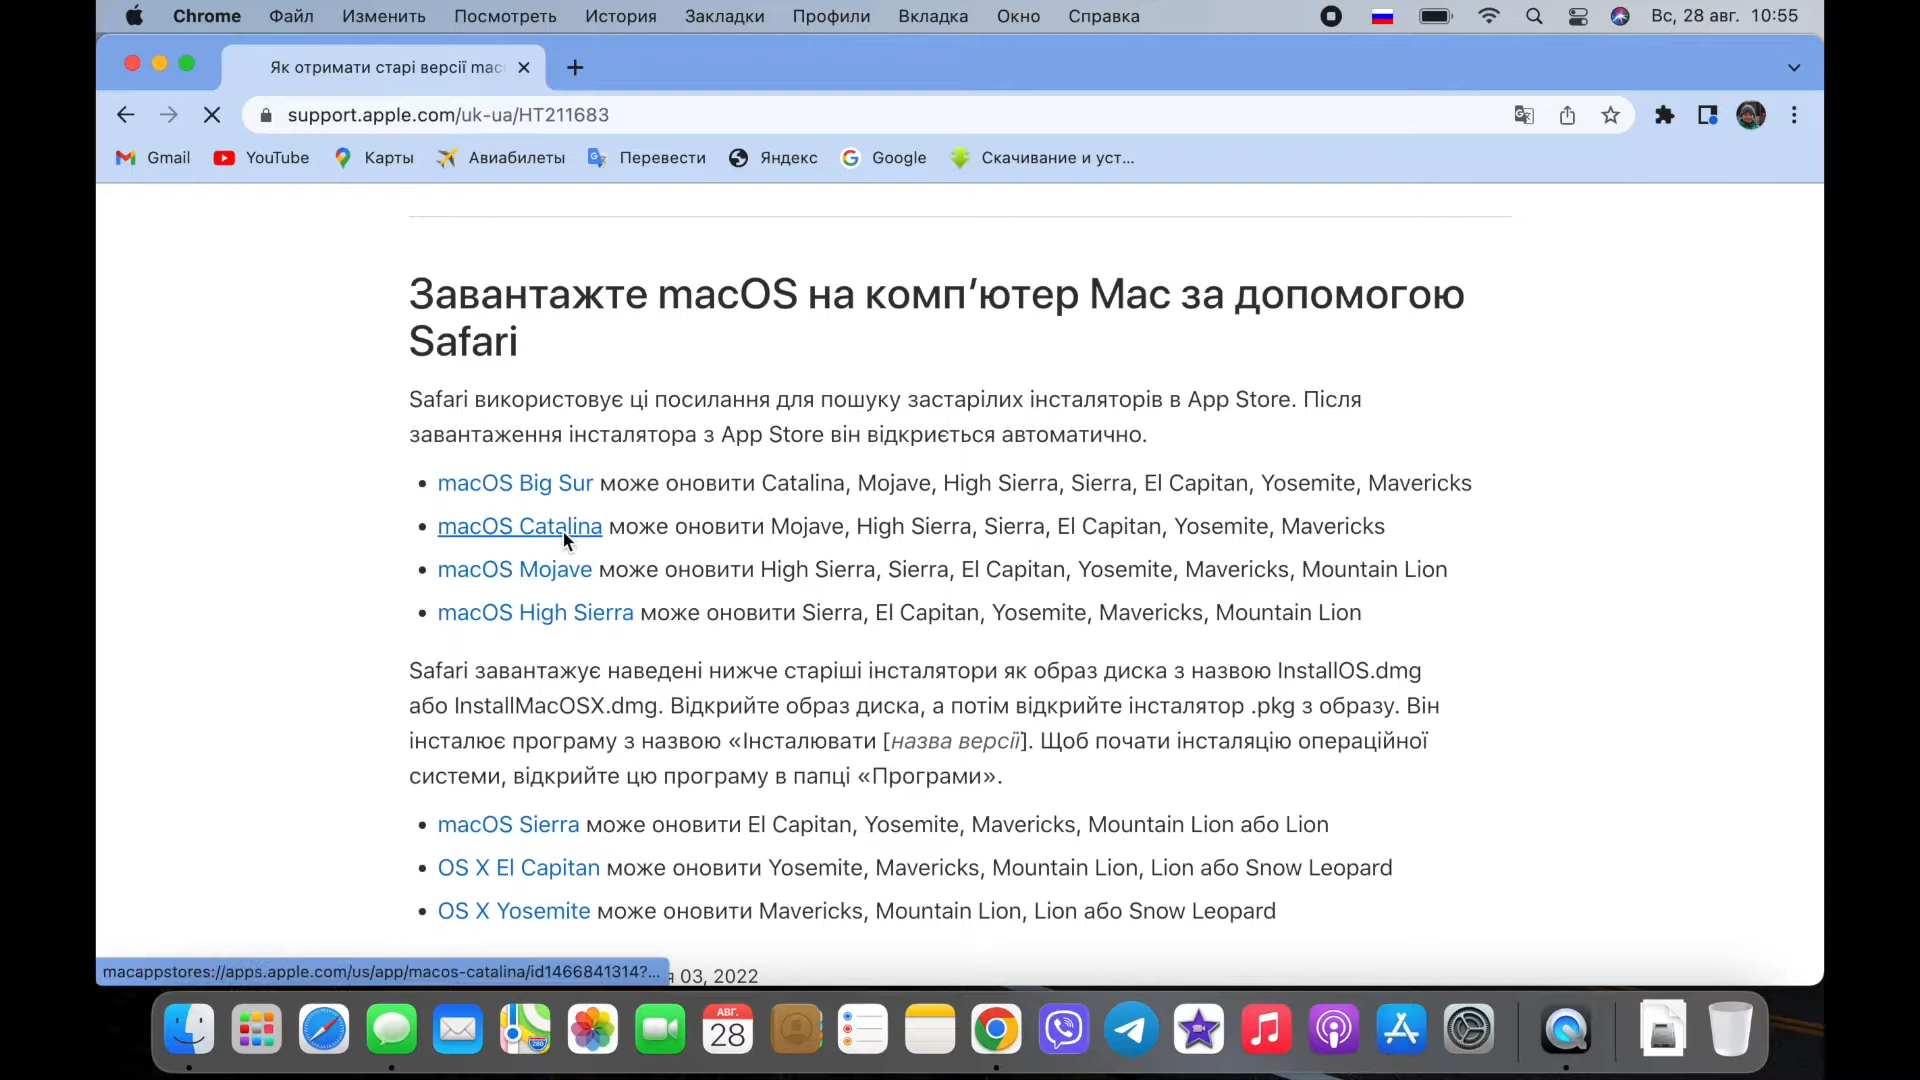 Chrome Файл Изменить Посмотреть История Закладки Профили Вкладка Окно Справка Вс, 28 авг. 10:55
Як отримати старі версії mac
support.apple.com/uk-ua/HT211683
Gmail YouTube Карты Авиабилеты Перевести Яндекс Google Скачивание и уст...
Завантажте macOS на комп’ютер Mac за допомогою
Safari
Safari використовує ці посилання для пошуку застарілих інсталяторів в App Store. Після
завантаження інсталятора з App Store він відкриється автоматично.
• macOS Big Sur може оновити Catalina, Mojave, High Sierra, Sierra, El Capitan, Yosemite, Mavericks
• macOS Catalina може оновити Mojave, High Sierra, Sierra, El Capitan, Yosemite, Mavericks
• macOS Mojave може оновити High Sierra, Sierra, El Capitan, Yosemite, Mavericks, Mountain Lion
• macOS High Sierra може оновити Sierra, El Capitan, Yosemite, Mavericks, Mountain Lion
Safari завантажує наведені нижче старіші інсталятори як образ диска з назвою InstallOS.dmg
або InstallMacOSX.dmg. Відкрийте образ диска, а потім відкрийте інсталятор .pkg з образу. Він
інсталює програму з назвою «Інсталювати [назва версії]. Щоб почати інсталяцію операційної
системи, відкрийте цю програму в папці «Програми».
• macOS Sierra може оновити El Capitan, Yosemite, Mavericks, Mountain Lion або Lion
• OS X El Capitan може оновити Yosemite, Mavericks, Mountain Lion, Lion або Snow Leopard
• OS X Yosemite може оновити Mavericks, Mountain Lion, Lion або Snow Leopard
macappstores://apps.apple.com/us/app/macos-catalina/id1466841314?... 03, 2022
АВГ.
28
280